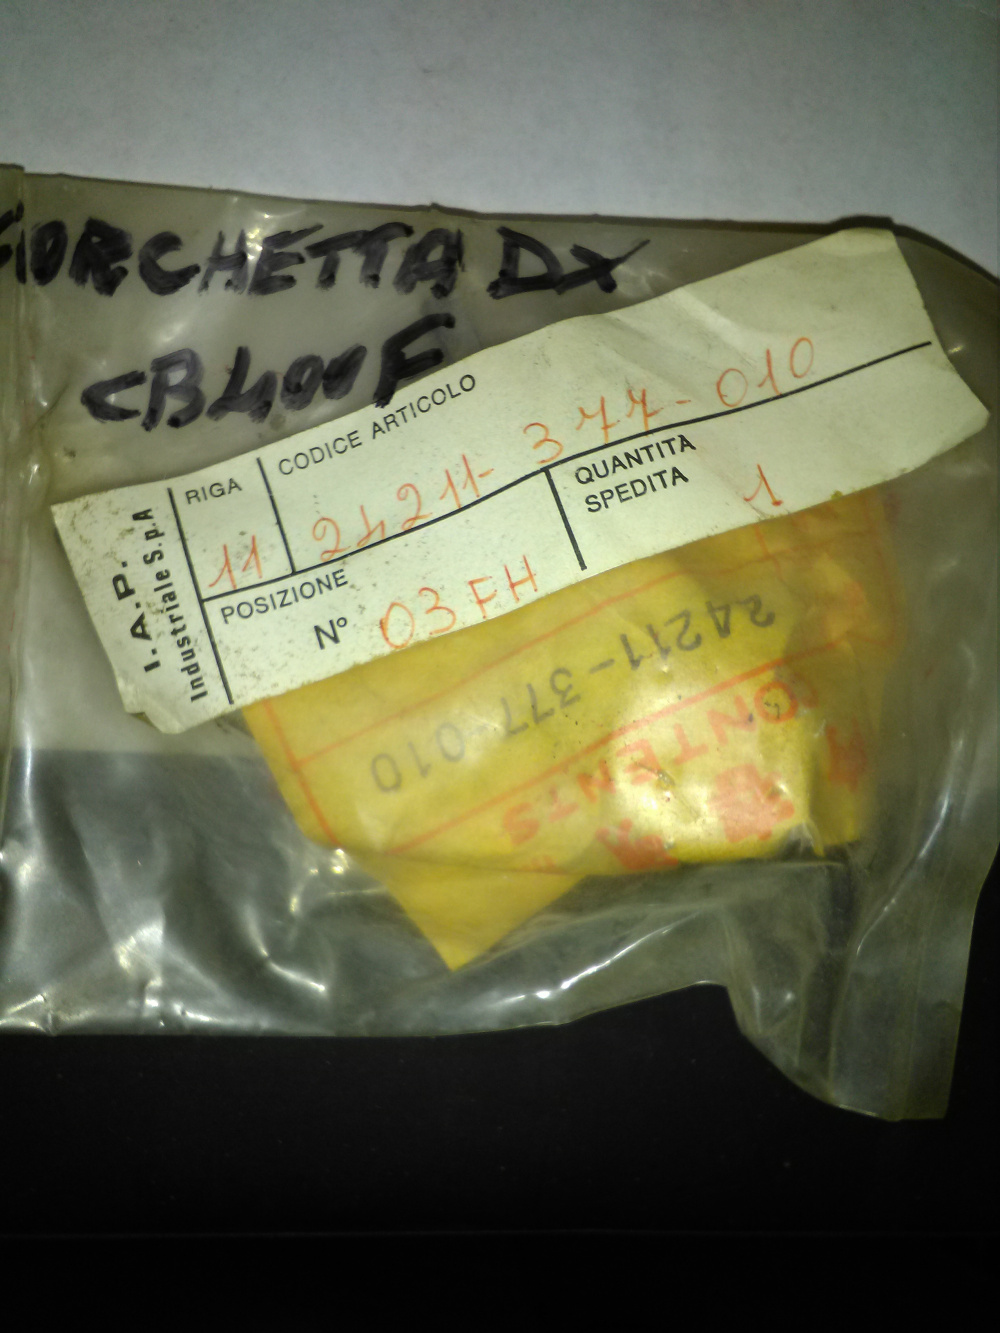 FORCHETTA DX
CB400F
I.A.P.
Industriale S.p.A
RIGA
11
CODICE ARTICOLO
24211-377-010
POSIZIONE
N° 03FH
QUANTITA
SPEDITA
1
24211-377-010
CONTENTS